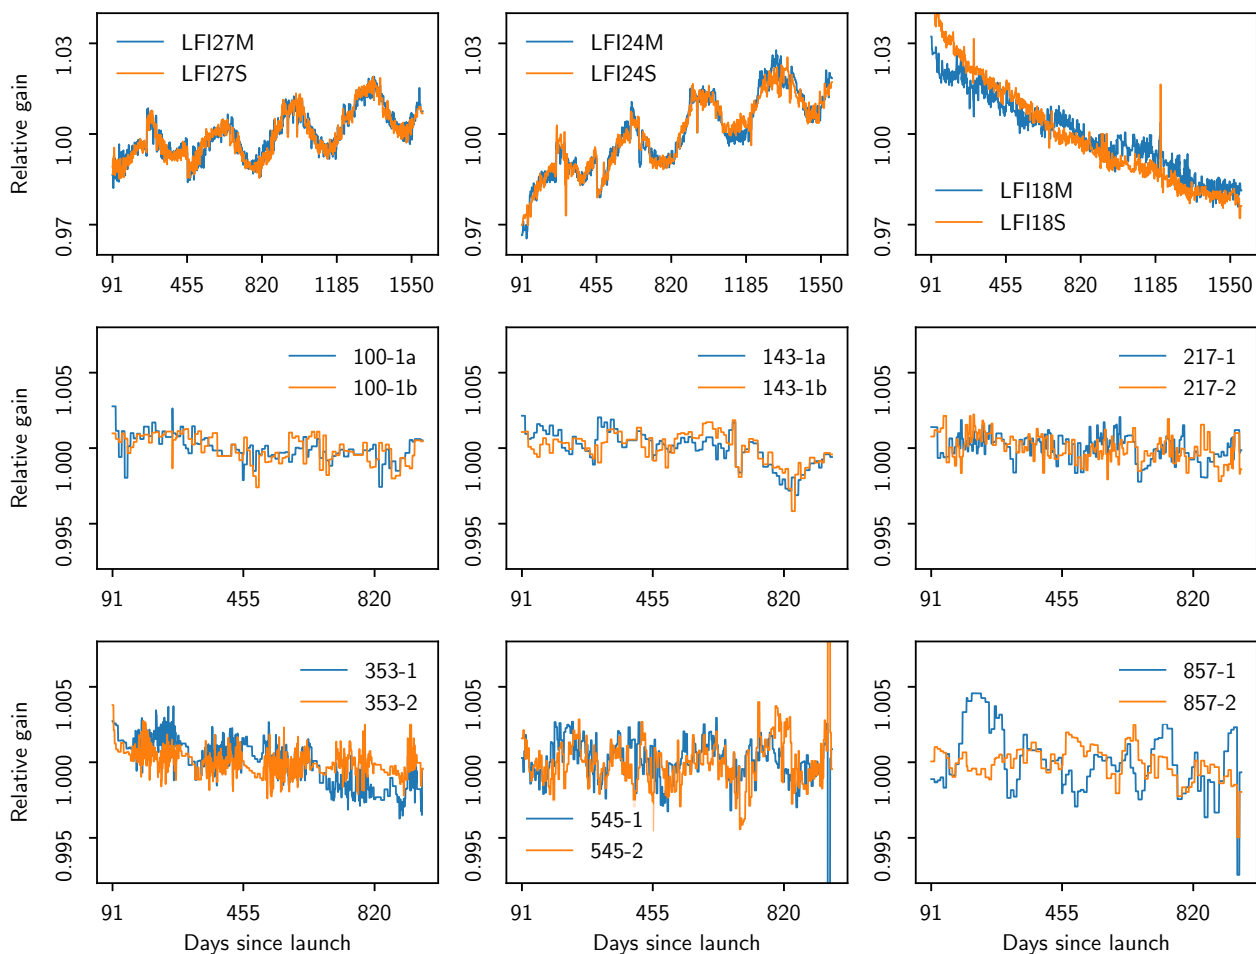 Relative gain
1.03
1.00
0.97
LFI27M
LFI27S
91 455 820 1185 1550
1.03
1.00
0.97
LFI24M
LFI24S
91 455 820 1185 1550
1.03
1.00
0.97
LFI18M
LFI18S
91 455 820 1185 1550
Relative gain
1.005
1.000
0.995
100-1a
100-1b
91 455 820
1.005
1.000
0.995
143-1a
143-1b
91 455 820
1.005
1.000
0.995
217-1
217-2
91 455 820
Relative gain
1.005
1.000
0.995
353-1
353-2
91 455 820
Days since launch
1.005
1.000
0.995
545-1
545-2
91 455 820
Days since launch
1.005
1.000
0.995
857-1
857-2
91 455 820
Days since launch